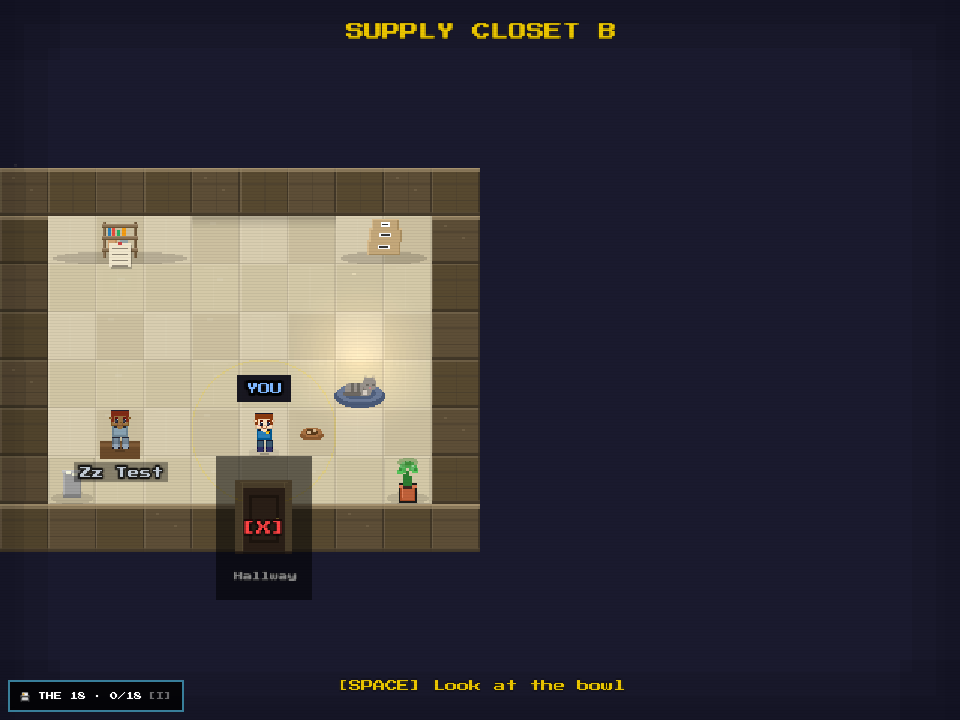 SUPPLY CLOSET B
YOU
Zz Test
[X]
Hallway
[SPACE] Look at the bowl
THE 18 · 0/18 [I]